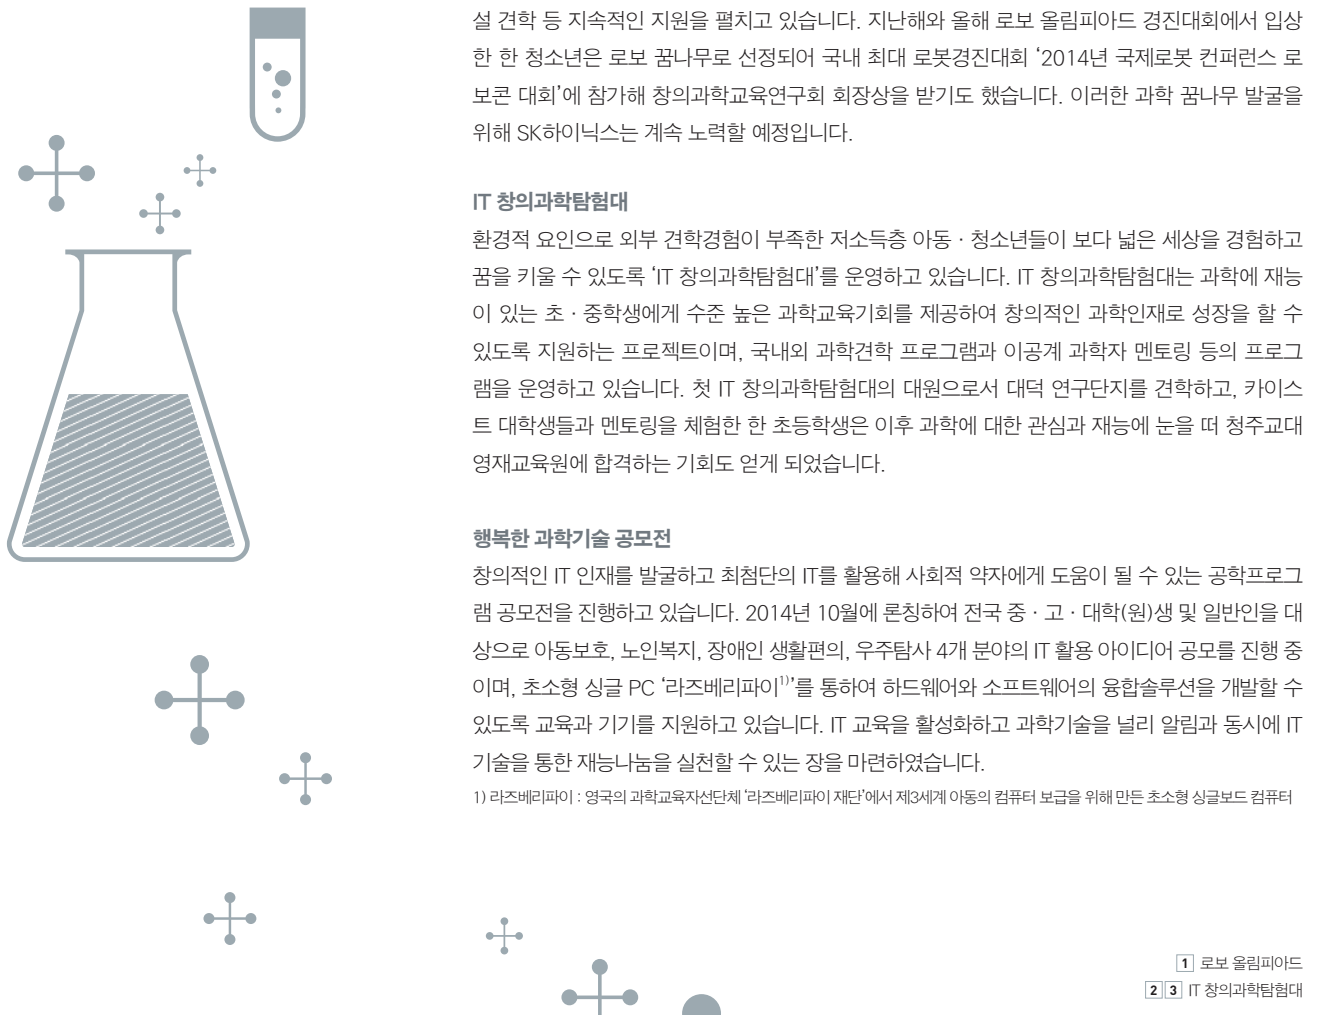 설 견학 등 지속적인 지원을 펼치고 있습니다. 지난해와 올해 로보 올림피아드 경진대회에서 입상
한 한 청소년은 로보 꿈나무로 선정되어 국내 최대 로봇경진대회 ‘2014년 국제로봇 컨퍼런스 로
보콘 대회’에 참가해 창의과학교육연구회 회장상을 받기도 했습니다. 이러한 과학 꿈나무 발굴을
위해 SK하이닉스는 계속 노력할 예정입니다.
IT 창의과학탐험대
환경적 요인으로 외부 견학경험이 부족한 저소득층 아동 · 청소년들이 보다 넓은 세상을 경험하고
꿈을 키울 수 있도록 ‘IT 창의과학탐험대’를 운영하고 있습니다. IT 창의과학탐험대는 과학에 재능
이 있는 초 · 중학생에게 수준 높은 과학교육기회를 제공하여 창의적인 과학인재로 성장을 할 수
있도록 지원하는 프로젝트이며, 국내외 과학견학 프로그램과 이공계 과학자 멘토링 등의 프로그
램을 운영하고 있습니다. 첫 IT 창의과학탐험대의 대원으로서 대덕 연구단지를 견학하고, 카이스
트 대학생들과 멘토링을 체험한 한 초등학생은 이후 과학에 대한 관심과 재능에 눈을 떠 청주교대
영재교육원에 합격하는 기회도 얻게 되었습니다.
행복한 과학기술 공모전
창의적인 IT 인재를 발굴하고 최첨단의 IT를 활용해 사회적 약자에게 도움이 될 수 있는 공학프로그
램 공모전을 진행하고 있습니다. 2014년 10월에 론칭하여 전국 중 · 고 · 대학(원)생 및 일반인을 대
상으로 아동보호, 노인복지, 장애인 생활편의, 우주탐사 4개 분야의 IT 활용 아이디어 공모를 진행 중
이며, 초소형 싱글 PC ‘라즈베리파이1)’를 통하여 하드웨어와 소프트웨어의 융합솔루션을 개발할 수
있도록 교육과 기기를 지원하고 있습니다. IT 교육을 활성화하고 과학기술을 널리 알림과 동시에 IT
기술을 통한 재능나눔을 실천할 수 있는 장을 마련하였습니다.
1) 라즈베리파이 : 영국의 과학교육자선단체 ‘라즈베리파이 재단’에서 제3세계 아동의 컴퓨터 보급을 위해 만든 초소형 싱글보드 컴퓨터
1 로보 올림피아드
2 3 IT 창의과학탐험대